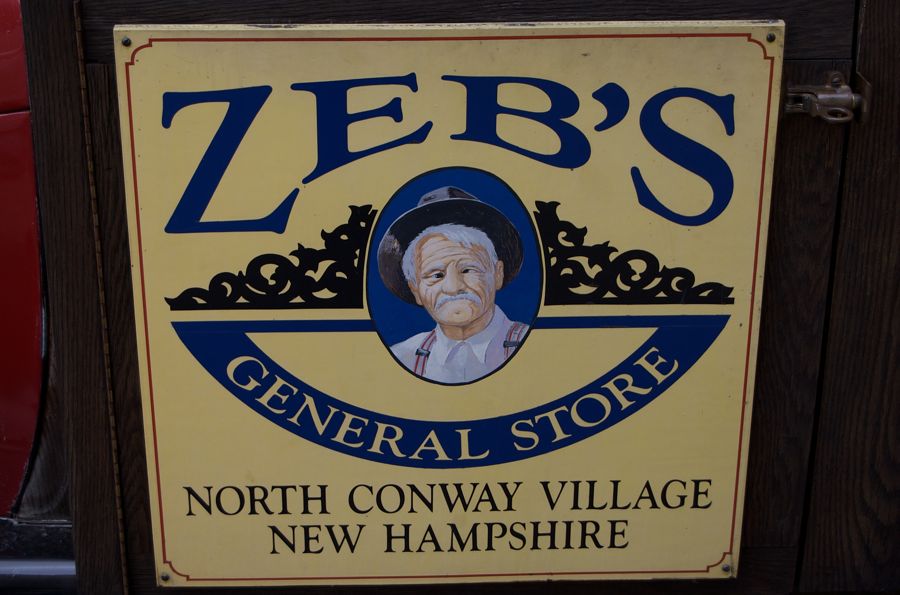 ZEB'S
GENERAL STORE
NORTH CONWAY VILLAGE
NEW HAMPSHIRE